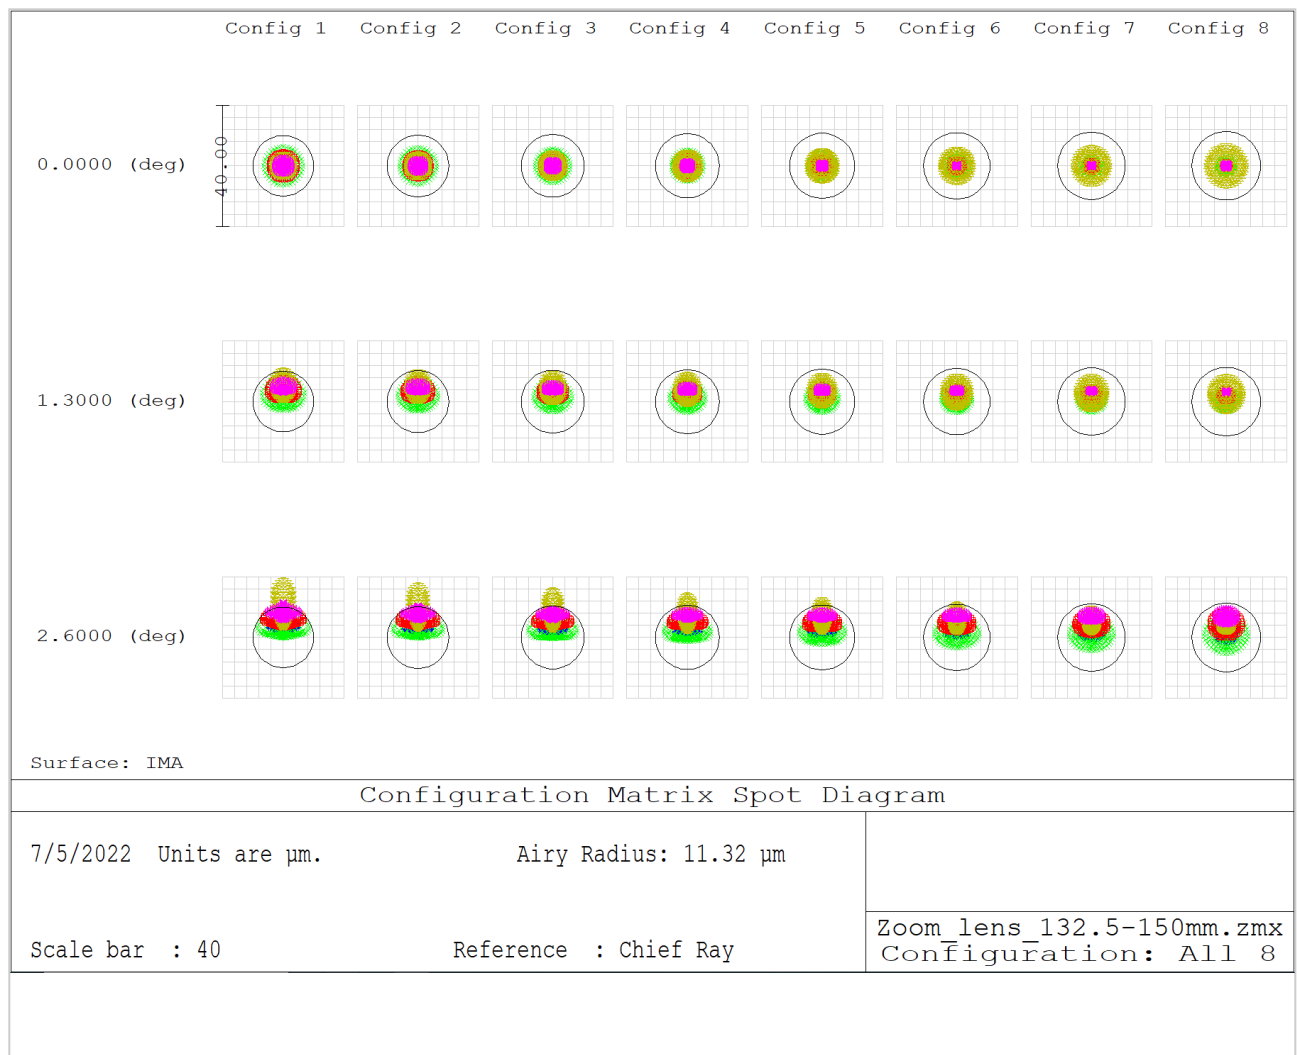 Config 1 Config 2 Config 3 Config 4 Config 5 Config 6 Config 7 Config 8
40.00
0.0000 (deg)
1.3000 (deg)
2.6000 (deg)
Surface: IMA
Configuration Matrix Spot Diagram
7/5/2022 Units are µm. Airy Radius: 11.32 µm
Scale bar : 40 Reference : Chief Ray
Zoom_lens_132.5-150mm.zmx
Configuration: All 8